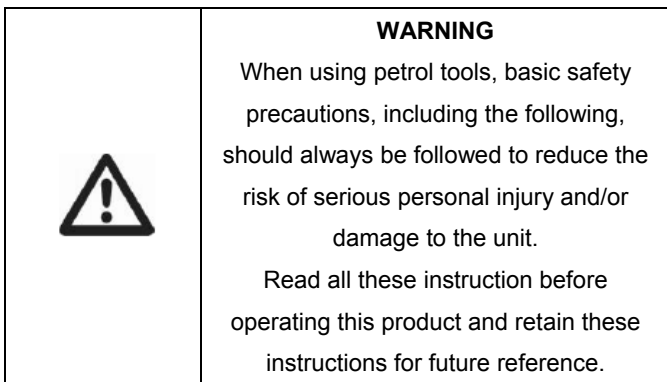 WARNING
When using petrol tools, basic safety
precautions, including the following,
should always be followed to reduce the
risk of serious personal injury and/or
damage to the unit.
Read all these instruction before
operating this product and retain these
instructions for future reference.